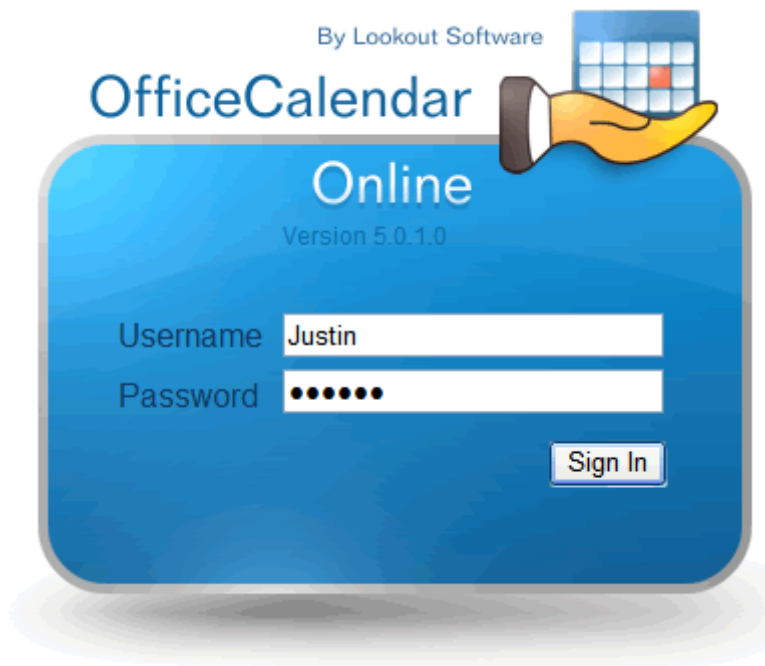 By Lookout Software
OfficeCalendar
Online
Version 5.0.1.0
Username Justin
Password ●●●●●●
Sign In